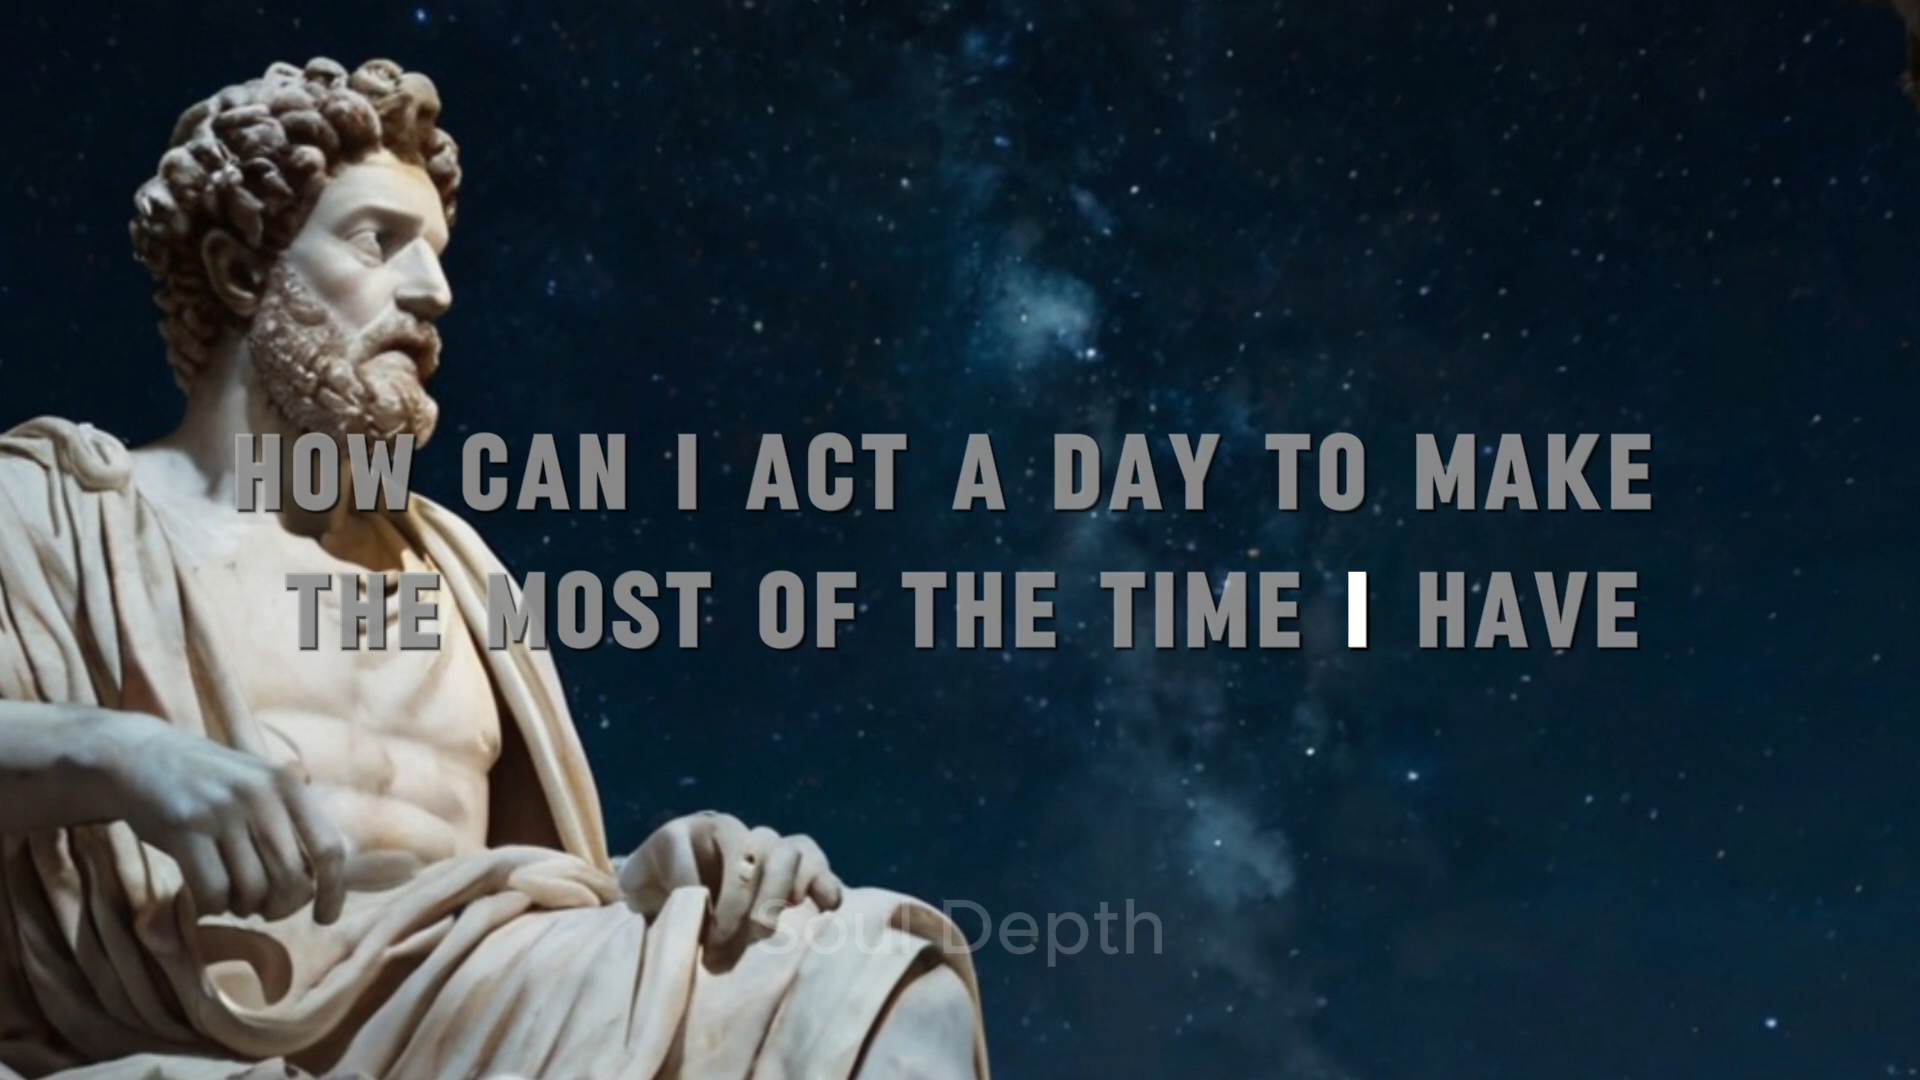 HOW CAN I ACT A DAY TO MAKE
THE MOST OF THE TIME I HAVE
Soul Depth